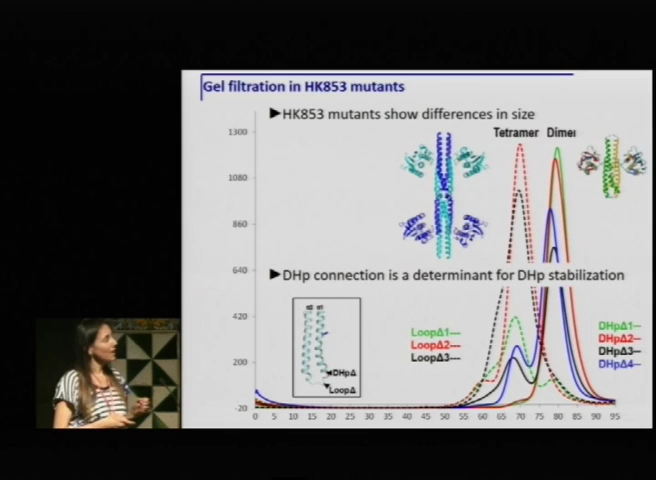 Gel filtration in HK853 mutants
►HK853 mutants show differences in size
Tetramer Dimer
1300
1080
860
640
420
200
-20
►DHp connection is a determinant for DHp stabilization
DHpΔ
LoopΔ
LoopΔ1---
LoopΔ2---
LoopΔ3---
DHpΔ1--
DHpΔ2--
DHpΔ3--
DHpΔ4--
0 5 10 15 20 25 30 35 40 45 50 55 60 65 70 75 80 85 90 95